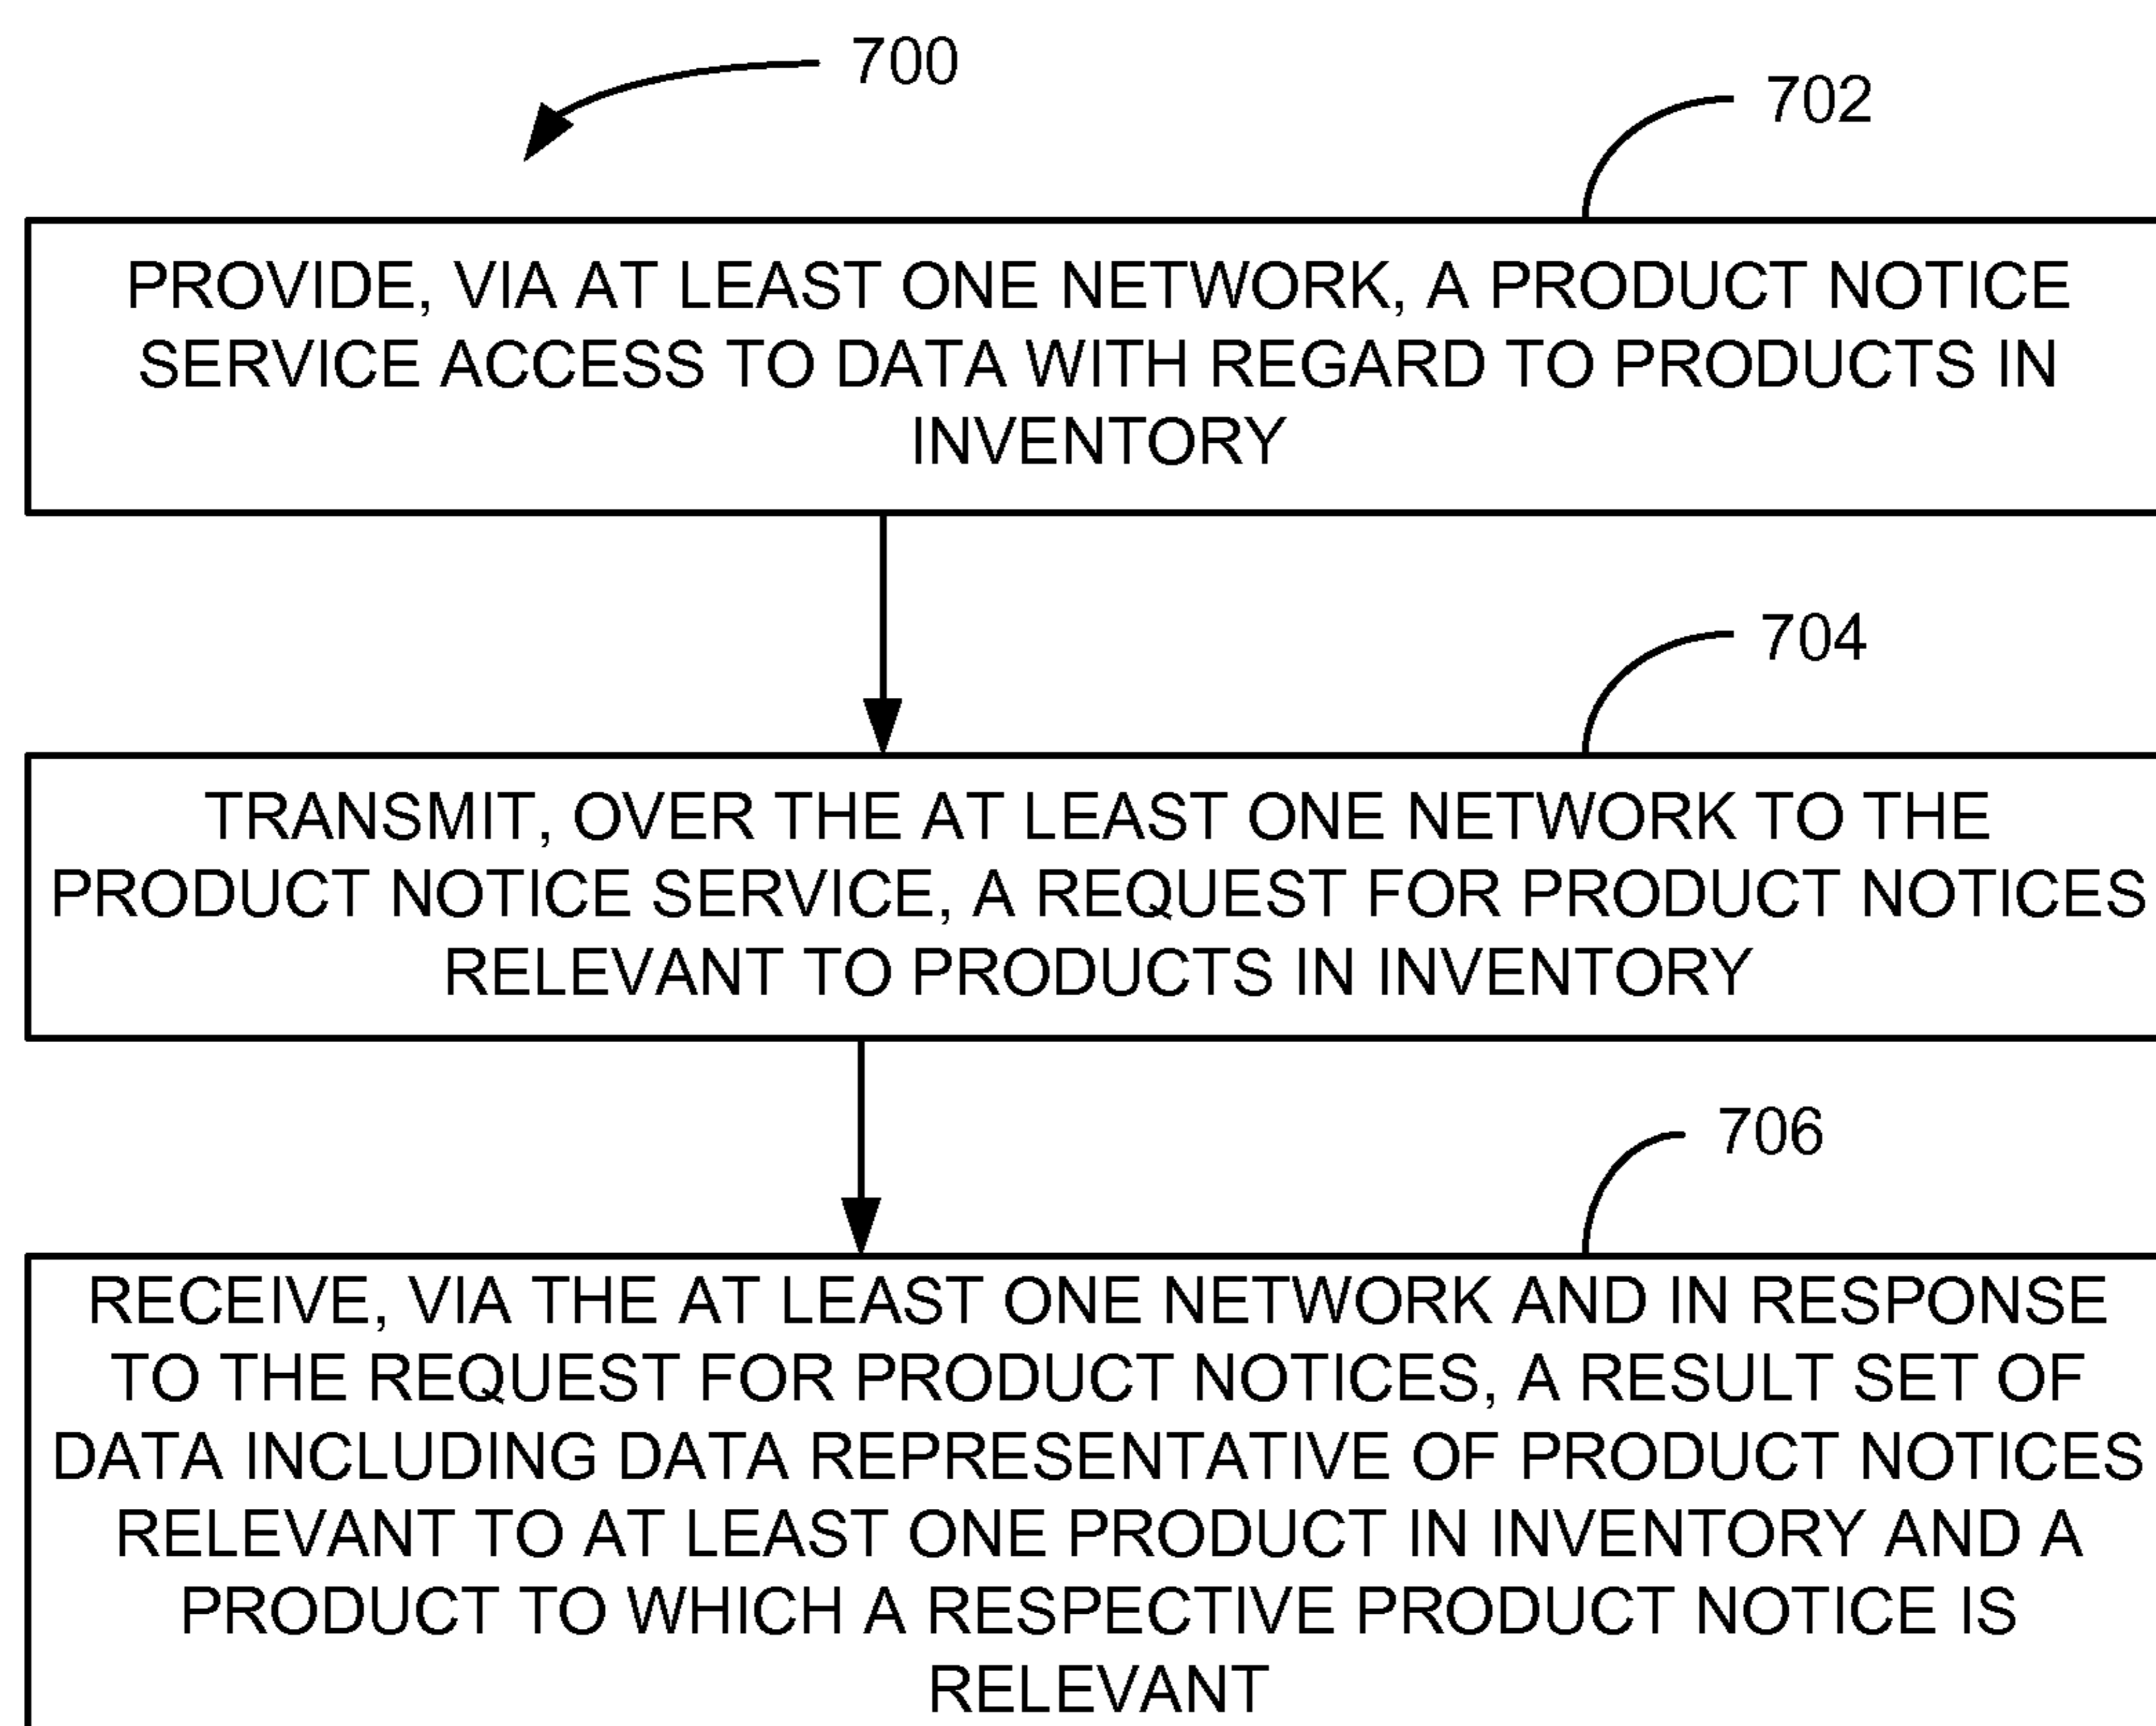 700
702
PROVIDE, VIA AT LEAST ONE NETWORK, A PRODUCT NOTICE
SERVICE ACCESS TO DATA WITH REGARD TO PRODUCTS IN
INVENTORY
704
TRANSMIT, OVER THE AT LEAST ONE NETWORK TO THE
PRODUCT NOTICE SERVICE, A REQUEST FOR PRODUCT NOTICES
RELEVANT TO PRODUCTS IN INVENTORY
706
RECEIVE, VIA THE AT LEAST ONE NETWORK AND IN RESPONSE
TO THE REQUEST FOR PRODUCT NOTICES, A RESULT SET OF
DATA INCLUDING DATA REPRESENTATIVE OF PRODUCT NOTICES
RELEVANT TO AT LEAST ONE PRODUCT IN INVENTORY AND A
PRODUCT TO WHICH A RESPECTIVE PRODUCT NOTICE IS
RELEVANT